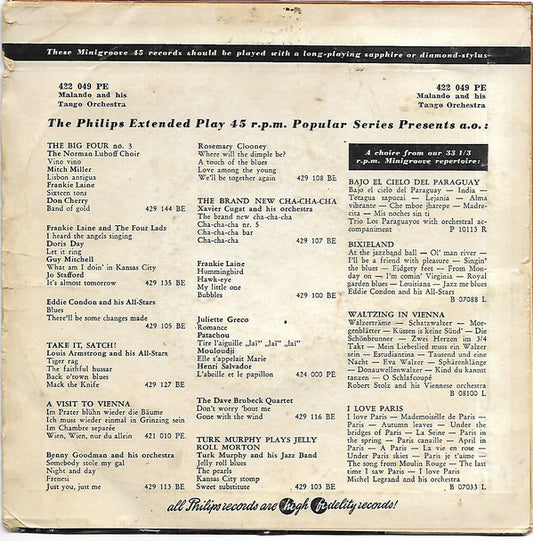 These Minigroove 45 records should be played with a long-playing sapphire or diamond-stylus
422 049 PE
Malando and his
Tango Orchestra
422 049 PE
Malando and his
Tango Orchestra
The Philips Extended Play 45 r.p.m. Popular Series Presents a.o.:
THE BIG FOUR no. 3
The Norman Luboff Choir
Vino vino
Mitch Miller
Lisbon antigua
Frankie Laine
Sixteen tons
Don Cherry
Band of gold 429 144 BE
Frankie Laine and The Four Lads
I heard the angels singing
Doris Day
Let it ring
Guy Mitchell
What am I doin' in Kansas City
Jo Stafford
It's almost tomorrow 429 135 BE
Eddie Condon and his All-Stars
Blues
There'll be some changes made
429 105 BE
TAKE IT, SATCH!
Louis Armstrong and his All-Stars
Tiger rag
The faithful hussar
Back o'town blues
Mack the Knife 429 127 BE
A VISIT TO VIENNA
Im Prater blühn wieder die Bäume
Ich muss wieder einmal in Grinzing sein
Im Chambre separée
Wien, Wien, nur du allein 421 010 PE
Benny Goodman and his Orchestra
Somebody stole my gal
Night and day
Frenesi
Just you, just me 429 113 BE
Rosemary Clooney
Where will the dimple be?
A touch of the blues
Love among the young
We'll be together again 429 108 BE
THE BRAND NEW CHA-CHA-CHA
Xavier Cugat and his orchestra
The brand new cha-cha-cha
Cha-cha-cha nr. 5
Cha-cha-cha bar
Cha-cha-cha 429 107 BE
Frankie Laine
Hummingbird
Hawk-eye
My little one
Bubbles 429 100 BE
Juliette Greco
Romance
Patachou
Tire l'aiguille „laï” „laï” „laï”
Mouloudji
Elle s'appelait Marie
Henri Salvador
L'abeille et le papillon 424 000 PE
The Dave Brubeck Quartet
Don't worry 'bout me
Gone with the wind 429 116 BE
TURK MURPHY PLAYS JELLY
ROLL MORTON
Turk Murphy and his Jazz Band
Jelly roll blues
The pearls
Kansas City stomp
Sweet substitute 429 103 BE
A choice from our 33 1/3
r.p.m. Minigroove repertoire:
BAJO EL CIELO DEL PARAGUAY
Bajo el cielo del Paraguay — India —
Tetagua sapucai — Lejania — Alma
vibrante — Che mboe jharepe — Madre-
cita — Mis noches sin ti
Trio Los Paraguayos with orchestral ac-
companiment P 10113 R
BIXIELAND
At the jazzband ball — Ol' man river —
I'll be a friend with pleasure — Singin'
the blues — Fidgety feet — From Mon-
day on — I'm comin' Virginia — Royal
garden blues — Louisiana — Jazz me blues
Eddie Condon and his All-Stars
B 07088 L
WALTZING IN VIENNA
Walzerträume — Schatzwalzer — Mor-
genblätter — Küssen is keine Sünd' — Die
Schönbrunner — Zwei Herzen im 3/4
Takt — Mein Liebeslied muss ein Walzer
sein — Estudiantina — Tausend und eine
Nacht — Eva Walzer — Sphärenklänge
— Donauwellenwalzer — Kind du kannst
tanzen — O Schlafcoupé
Robert Stolz and his Viennese orchestra
B 08100 L
I LOVE PARIS
I love Paris — Mademoiselle de Paris —
Paris — Autumn leaves — Under the
bridges of Paris — La Seine — Paris in
the spring — Paris canaille — April in
Paris — A Paris — La vie en rose —
Under Paris skies — Paris je t'aime —
The song from Moulin Rouge — The last
time I saw Paris — I love Paris
Michel Legrand and his orchestra
B 07033 L
all Philips records are high fidelity records!